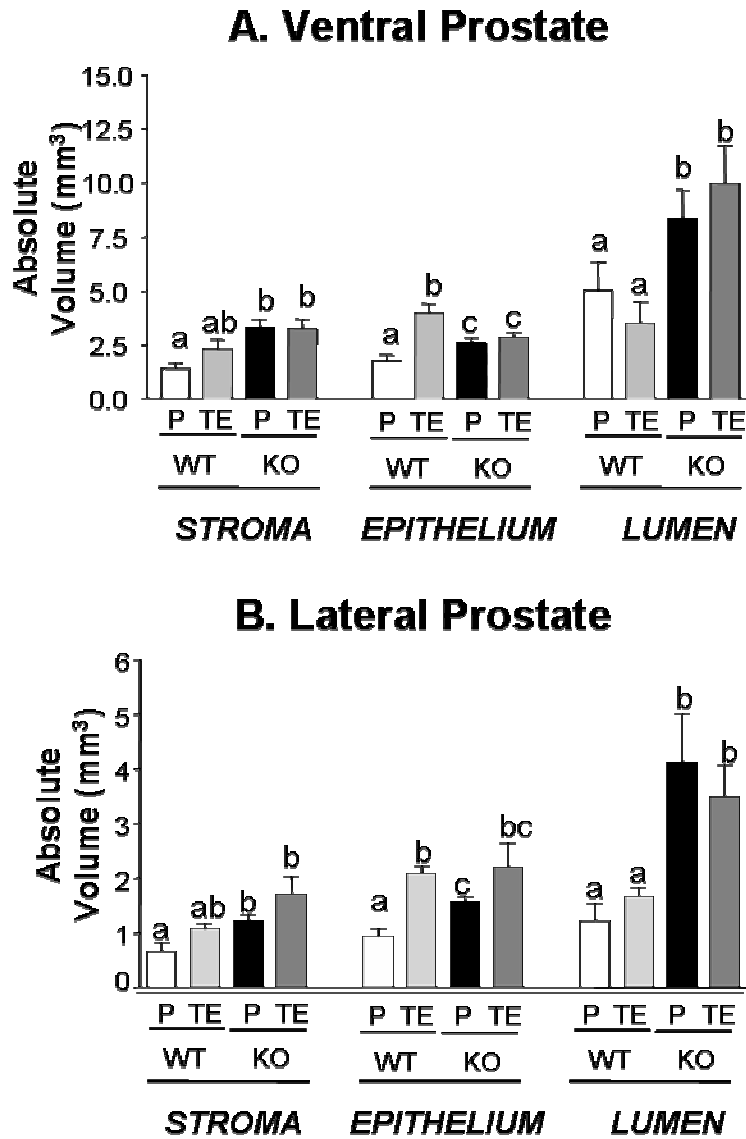 A. Ventral Prostate
Absolute
Volume (mm³)
15.0
12.5
10.0
7.5
5.0
2.5
0.0
a ab b b a b c c a a b b
P TE P TE P TE P TE P TE P TE
WT KO WT KO WT KO
STROMA EPITHELIUM LUMEN
B. Lateral Prostate
Absolute
Volume (mm³)
6
5
4
3
2
1
0
a ab b b a b c bc a a b b
P TE P TE P TE P TE P TE P TE
WT KO WT KO WT KO
STROMA EPITHELIUM LUMEN